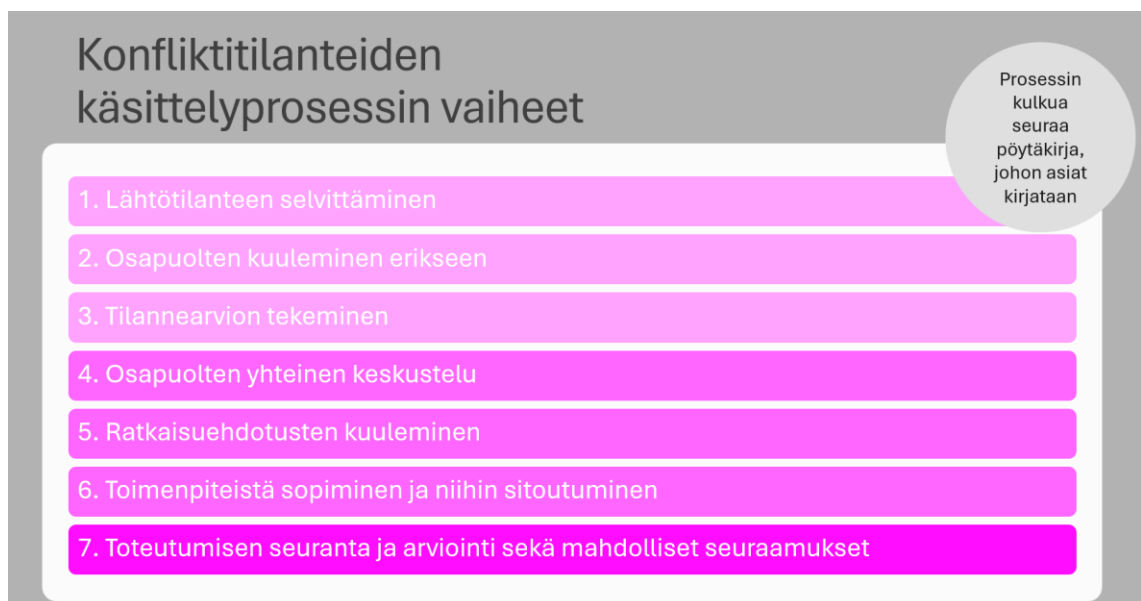 Konfliktitilanteiden
käsittelyprosessin vaiheet
Prosessin
kulkua
seuraa
pöytäkirja,
johon asiat
kirjataan
1. Lähtötilanteen selvittäminen
2. Osapuolten kuuleminen erikseen
3. Tilannearvion tekeminen
4. Osapuolten yhteinen keskustelu
5. Ratkaisuehdotusten kuuleminen
6. Toimenpiteistä sopiminen ja niihin sitoutuminen
7. Toteutumisen seuranta ja arviointi sekä mahdolliset seuraamukset